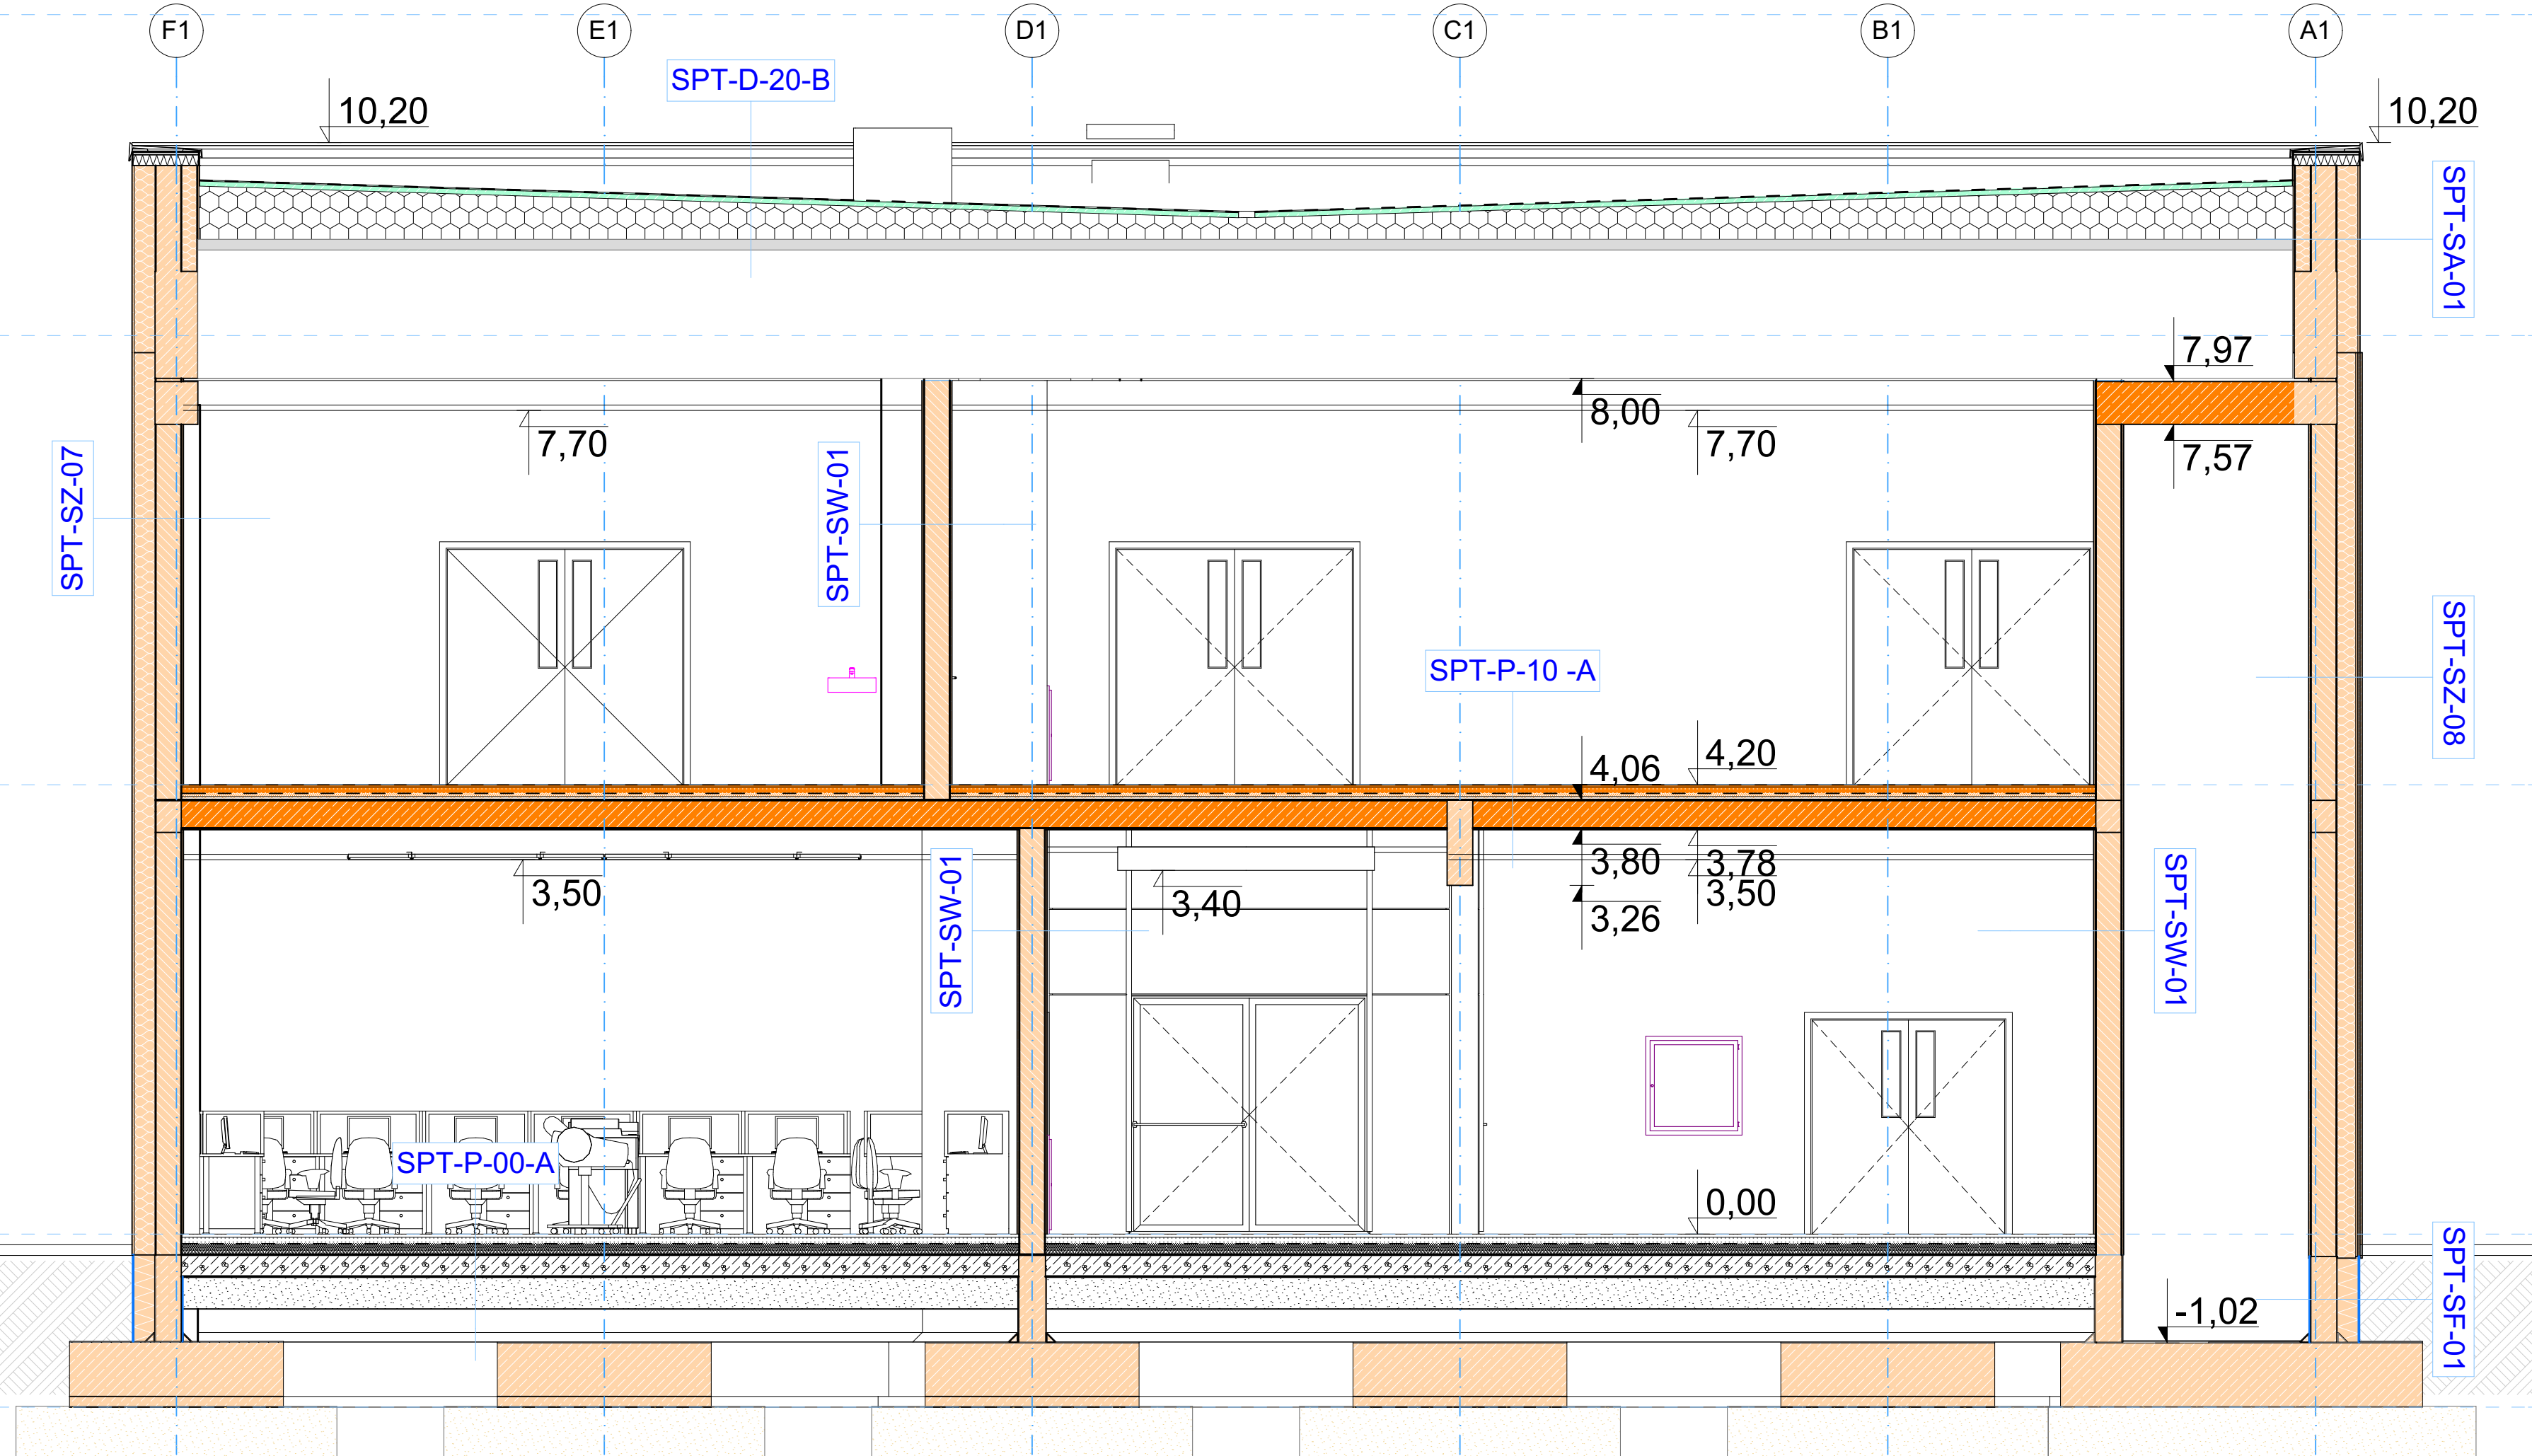 F1
E1
D1
C1
B1
A1
SPT-D-20-B
10,20
10,20
SPT-SA-01
7,97
8,00
7,70
7,70
7,57
SPT-SZ-07
SPT-SW-01
SPT-SZ-08
SPT-P-10 -A
4,20
4,06
3,80
3,78
3,50
3,50
3,40
3,26
SPT-SW-01
SPT-SW-01
SPT-P-00-A
0,00
SPT-SF-01
-1,02